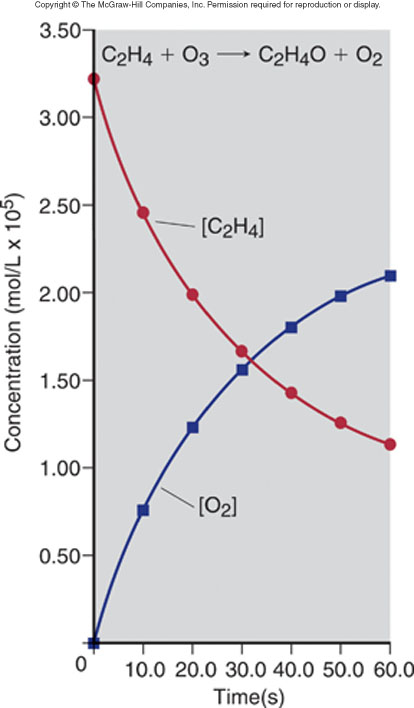 Copyright © The McGraw-Hill Companies, Inc. Permission required for reproduction or display.
C₂H₄ + O₃ ⟶ C₂H₄O + O₂
3.50
3.00
2.50
2.00
1.50
1.00
0.50
Concentration (mol/L x 10⁵)
[C₂H₄]
[O₂]
0 10.0 20.0 30.0 40.0 50.0 60.0
Time(s)